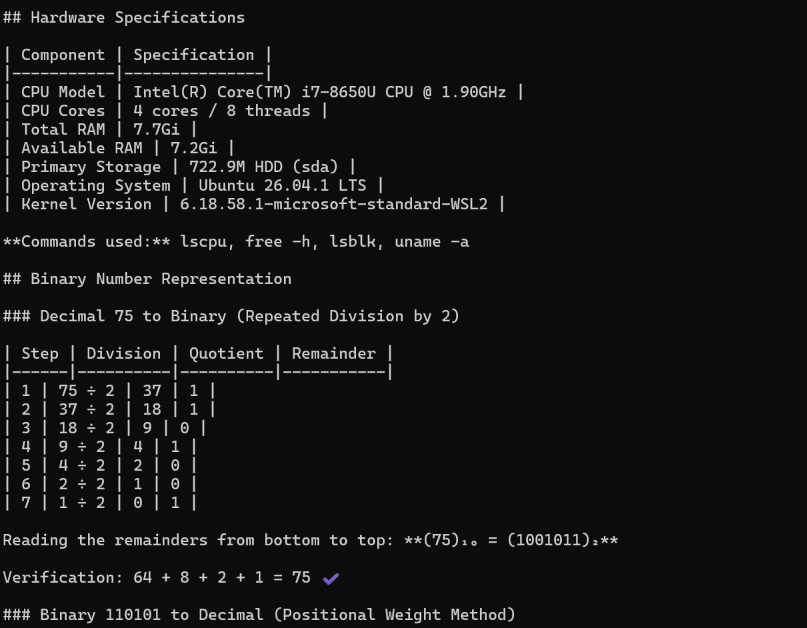 ## Hardware Specifications
| Component | Specification |
|-----------|---------------|
| CPU Model | Intel(R) Core(TM) i7-8650U CPU @ 1.90GHz |
| CPU Cores | 4 cores / 8 threads |
| Total RAM | 7.7Gi |
| Available RAM | 7.2Gi |
| Primary Storage | 722.9M HDD (sda) |
| Operating System | Ubuntu 26.04.1 LTS |
| Kernel Version | 6.18.58.1-microsoft-standard-WSL2 |
**Commands used:** lscpu, free -h, lsblk, uname -a
## Binary Number Representation
### Decimal 75 to Binary (Repeated Division by 2)
| Step | Division | Quotient | Remainder |
|------|----------|----------|-----------|
| 1 | 75 ÷ 2 | 37 | 1 |
| 2 | 37 ÷ 2 | 18 | 1 |
| 3 | 18 ÷ 2 | 9 | 0 |
| 4 | 9 ÷ 2 | 4 | 1 |
| 5 | 4 ÷ 2 | 2 | 0 |
| 6 | 2 ÷ 2 | 1 | 0 |
| 7 | 1 ÷ 2 | 0 | 1 |
Reading the remainders from bottom to top: **(75)₁₀ = (1001011)₂**
Verification: 64 + 8 + 2 + 1 = 75 ✔
### Binary 110101 to Decimal (Positional Weight Method)